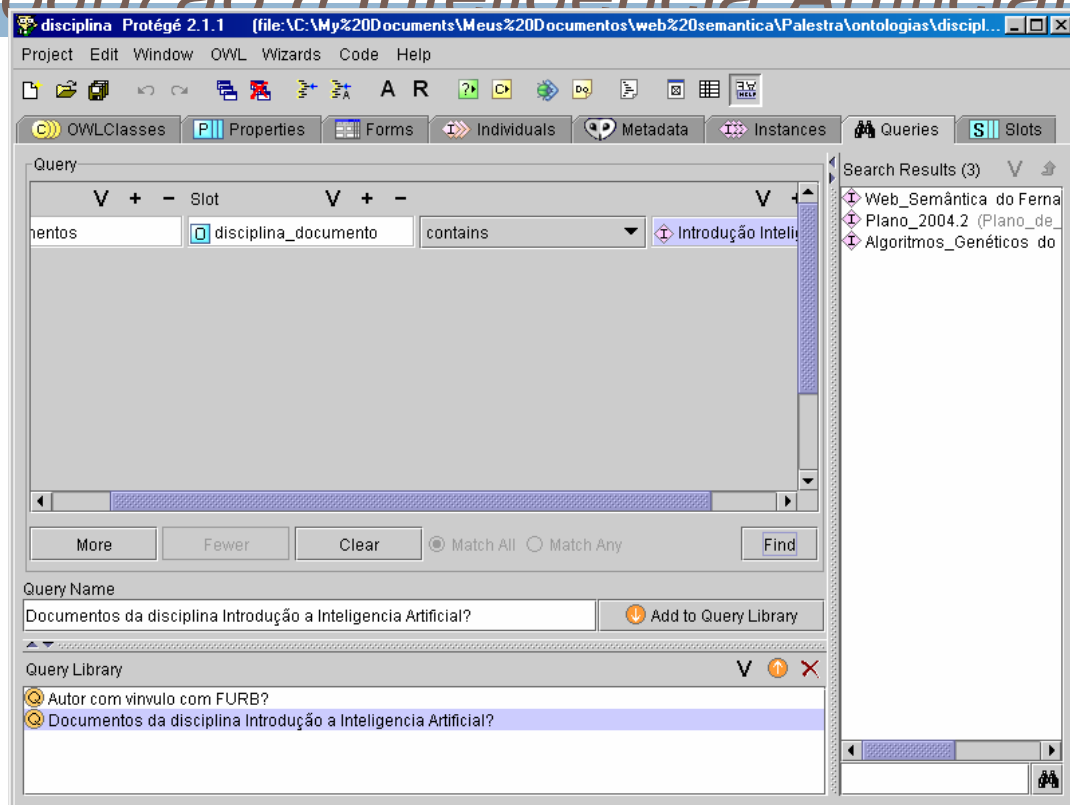 disciplina Protégé 2.1.1 (file:\C:\My%20Documents\Meus%20Documentos\web%20semantica\Palestra\ontologias\discipl...
Project Edit Window OWL Wizards Code Help
OWLClasses Properties Forms Individuals Metadata Instances Queries Slots
Query
Search Results (3)
Slot
Web_Semântica do Ferna
Plano_2004.2 (Plano_de_
Algoritmos_Genéticos do
entos disciplina_documento contains Introdução Intelig
More Fewer Clear Match All Match Any Find
Query Name
Documentos da disciplina Introdução a Inteligencia Artificial?
Add to Query Library
Query Library
Autor com vinvulo com FURB?
Documentos da disciplina Introdução a Inteligencia Artificial?